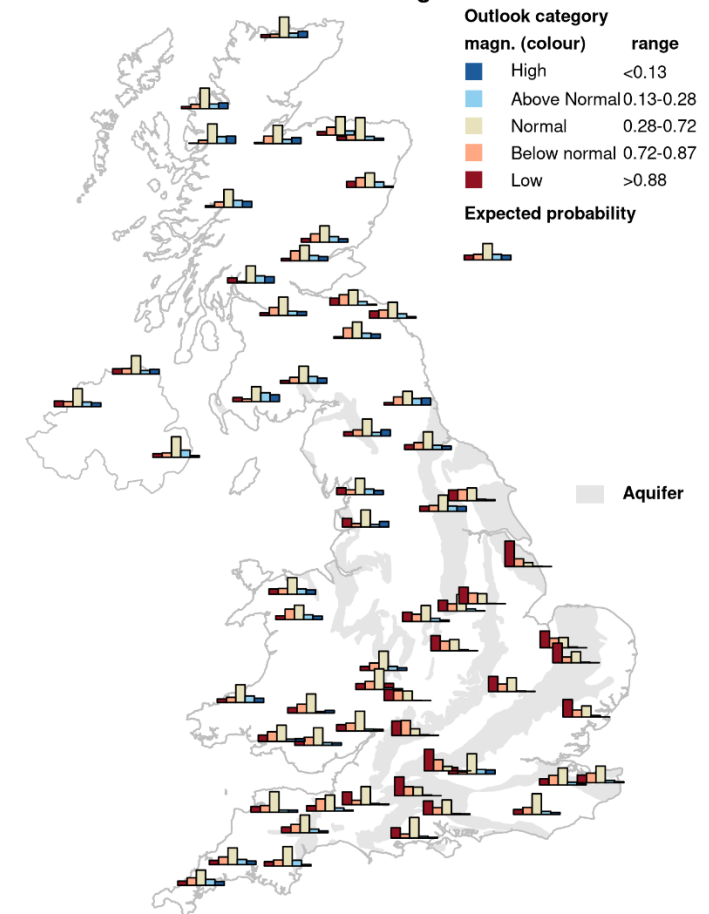 Outlook category
magn. (colour) range
High <0.13
Above Normal 0.13-0.28
Normal 0.28-0.72
Below normal 0.72-0.87
Low >0.88
Expected probability
Aquifer